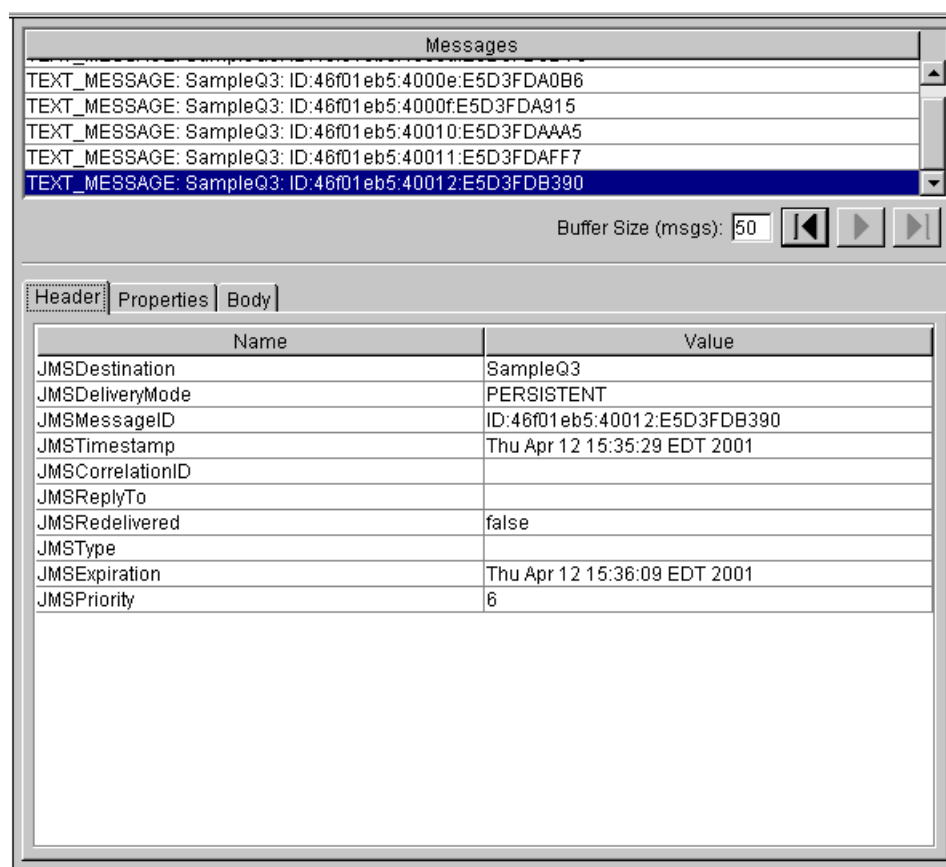 Messages
TEXT_MESSAGE: SampleQ3: ID:46f01eb5:4000e:E5D3FDA0B6
TEXT_MESSAGE: SampleQ3: ID:46f01eb5:4000f:E5D3FDA915
TEXT_MESSAGE: SampleQ3: ID:46f01eb5:40010:E5D3FDAAA5
TEXT_MESSAGE: SampleQ3: ID:46f01eb5:40011:E5D3FDAFF7
TEXT_MESSAGE: SampleQ3: ID:46f01eb5:40012:E5D3FDB390
Buffer Size (msgs): 50
Header Properties Body
Name Value
JMSDestination SampleQ3
JMSDeliveryMode PERSISTENT
JMSMessageID ID:46f01eb5:40012:E5D3FDB390
JMSTimestamp Thu Apr 12 15:35:29 EDT 2001
JMSCorrelationID
JMSReplyTo
JMSRedelivered false
JMSType
JMSExpiration Thu Apr 12 15:36:09 EDT 2001
JMSPriority 6